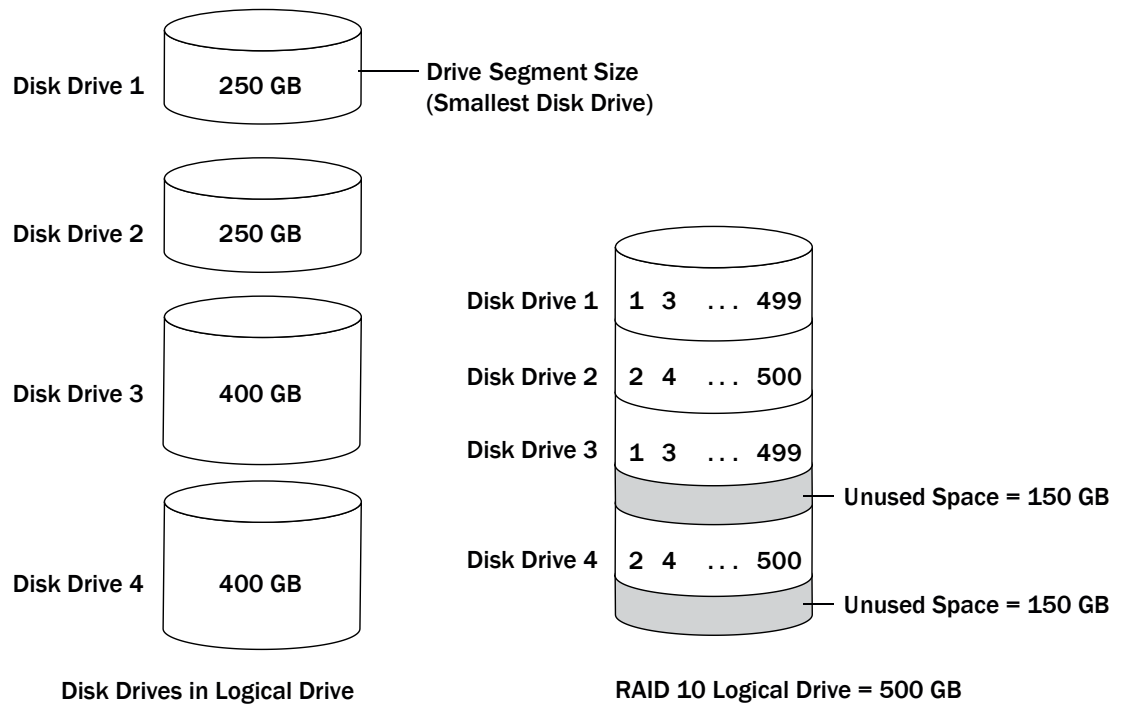 Disk Drive 1
250 GB
Drive Segment Size
(Smallest Disk Drive)
Disk Drive 2
250 GB
Disk Drive 3
400 GB
Disk Drive 4
400 GB
Disk Drives in Logical Drive
Disk Drive 1
1 3 ... 499
Disk Drive 2
2 4 ... 500
Disk Drive 3
1 3 ... 499
Unused Space = 150 GB
Disk Drive 4
2 4 ... 500
Unused Space = 150 GB
RAID 10 Logical Drive = 500 GB